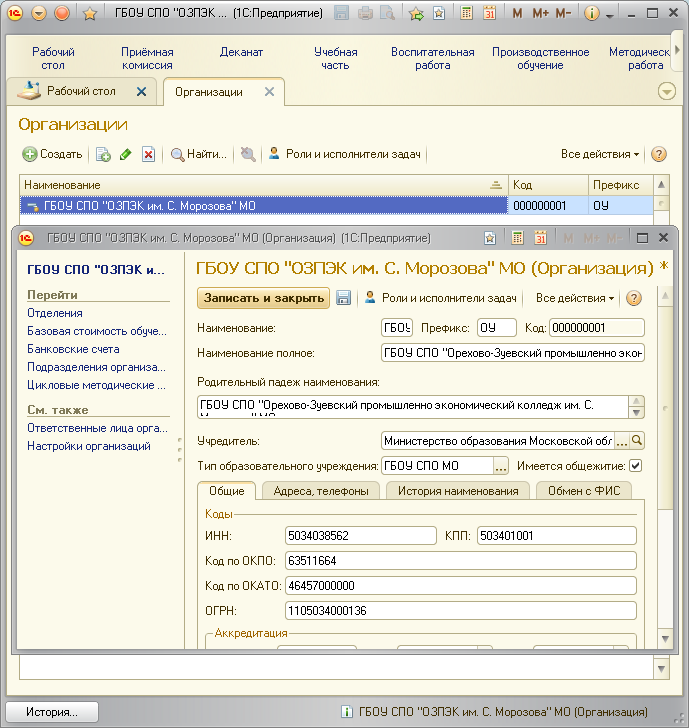 ГБОУ СПО "ОЗПЭК ... (1С:Предприятие)
M M+ M-
Рабочий стол
Приёмная комиссия
Деканат
Учебная часть
Воспитательная работа
Производственное обучение
Методическ работа
Рабочий стол
Организации
Организации
Создать
Найти...
Роли и исполнители задач
Все действия
Наименование
Код
Префикс
ГБОУ СПО "ОЗПЭК им. С. Морозова" МО
000000001
ОУ
ГБОУ СПО "ОЗПЭК им. С. Морозова" МО (Организация) (1С:Предприятие)
M M+ M-
ГБОУ СПО "ОЗПЭК и...
Перейти
Отделения
Базовая стоимость обуче...
Банковские счета
Подразделения организа...
Цикловые методические ...
См. также
Ответственные лица орга...
Настройки организаций
ГБОУ СПО "ОЗПЭК им. С. Морозова" МО (Организация) *
Записать и закрыть
Роли и исполнители задач
Все действия
Наименование: ГБОУ Префикс: ОУ Код: 000000001
Наименование полное: ГБОУ СПО "Орехово-Зуевский промышленно экон
Родительный падеж наименования:
ГБОУ СПО "Орехово-Зуевский промышленно экономический колледж им. С.
Учредитель: Министерство образования Московской обл ...
Тип образовательного учреждения: ГБОУ СПО МО ... Имеется общежитие:
Общие
Адреса, телефоны
История наименования
Обмен с ФИС
Коды
ИНН: 5034038562 КПП: 503401001
Код по ОКПО: 63511664
Код по ОКАТО: 46457000000
ОГРН: 1105034000136
Аккредитация
История...
ГБОУ СПО "ОЗПЭК им. С. Морозова" МО (Организация)